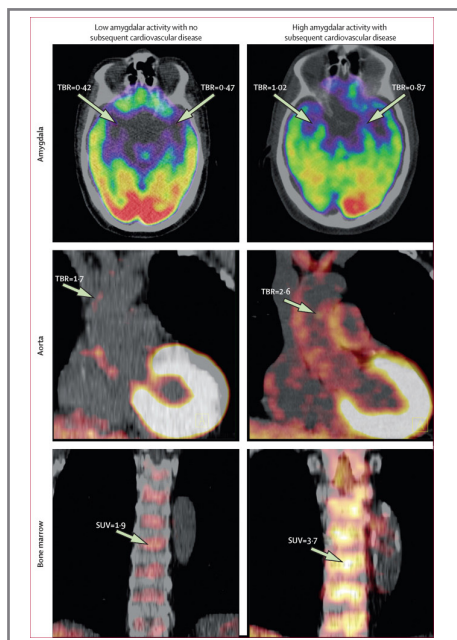 Low amygdalar activity with no
subsequent cardiovascular disease
High amygdalar activity with
subsequent cardiovascular disease
Amygdala
TBR=0·42
TBR=0·47
TBR=1·02
TBR=0·87
Aorta
TBR=1·7
TBR=2·6
Bone marrow
SUV=1·9
SUV=3·7